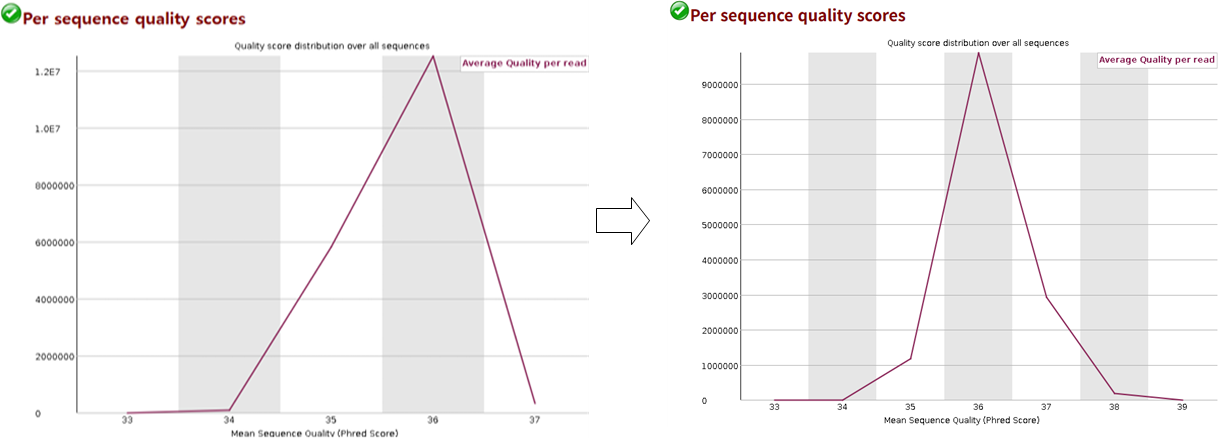 Per sequence quality scores
Quality score distribution over all sequences
Average Quality per read
1.2E7
1.0E7
8000000
6000000
4000000
2000000
0
33 34 35 36 37
Mean Sequence Quality (Phred Score)
Per sequence quality scores
Quality score distribution over all sequences
Average Quality per read
9000000
8000000
7000000
6000000
5000000
4000000
3000000
2000000
1000000
0
33 34 35 36 37 38 39
Mean Sequence Quality (Phred Score)